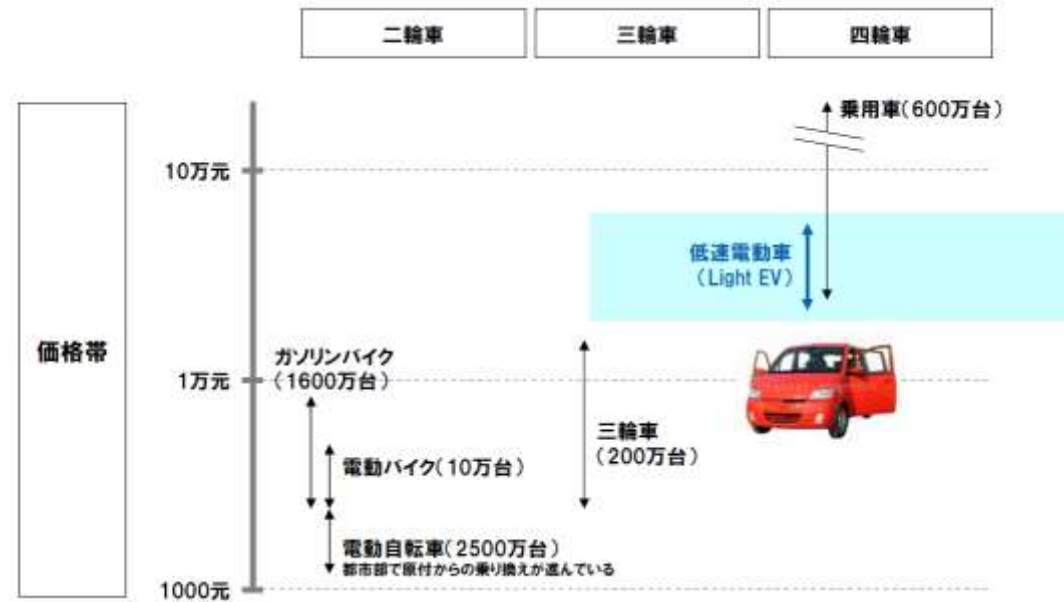 二輪車
三輪車
四輪車
乗用車(600万台)
10万元
低速電動車
(Light EV)
価格帯
ガソリンバイク
(1600万台)
1万元
三輪車
(200万台)
電動バイク(10万台)
電動自転車(2500万台)
都市部で原付からの乗り換えが進んでいる
1000元